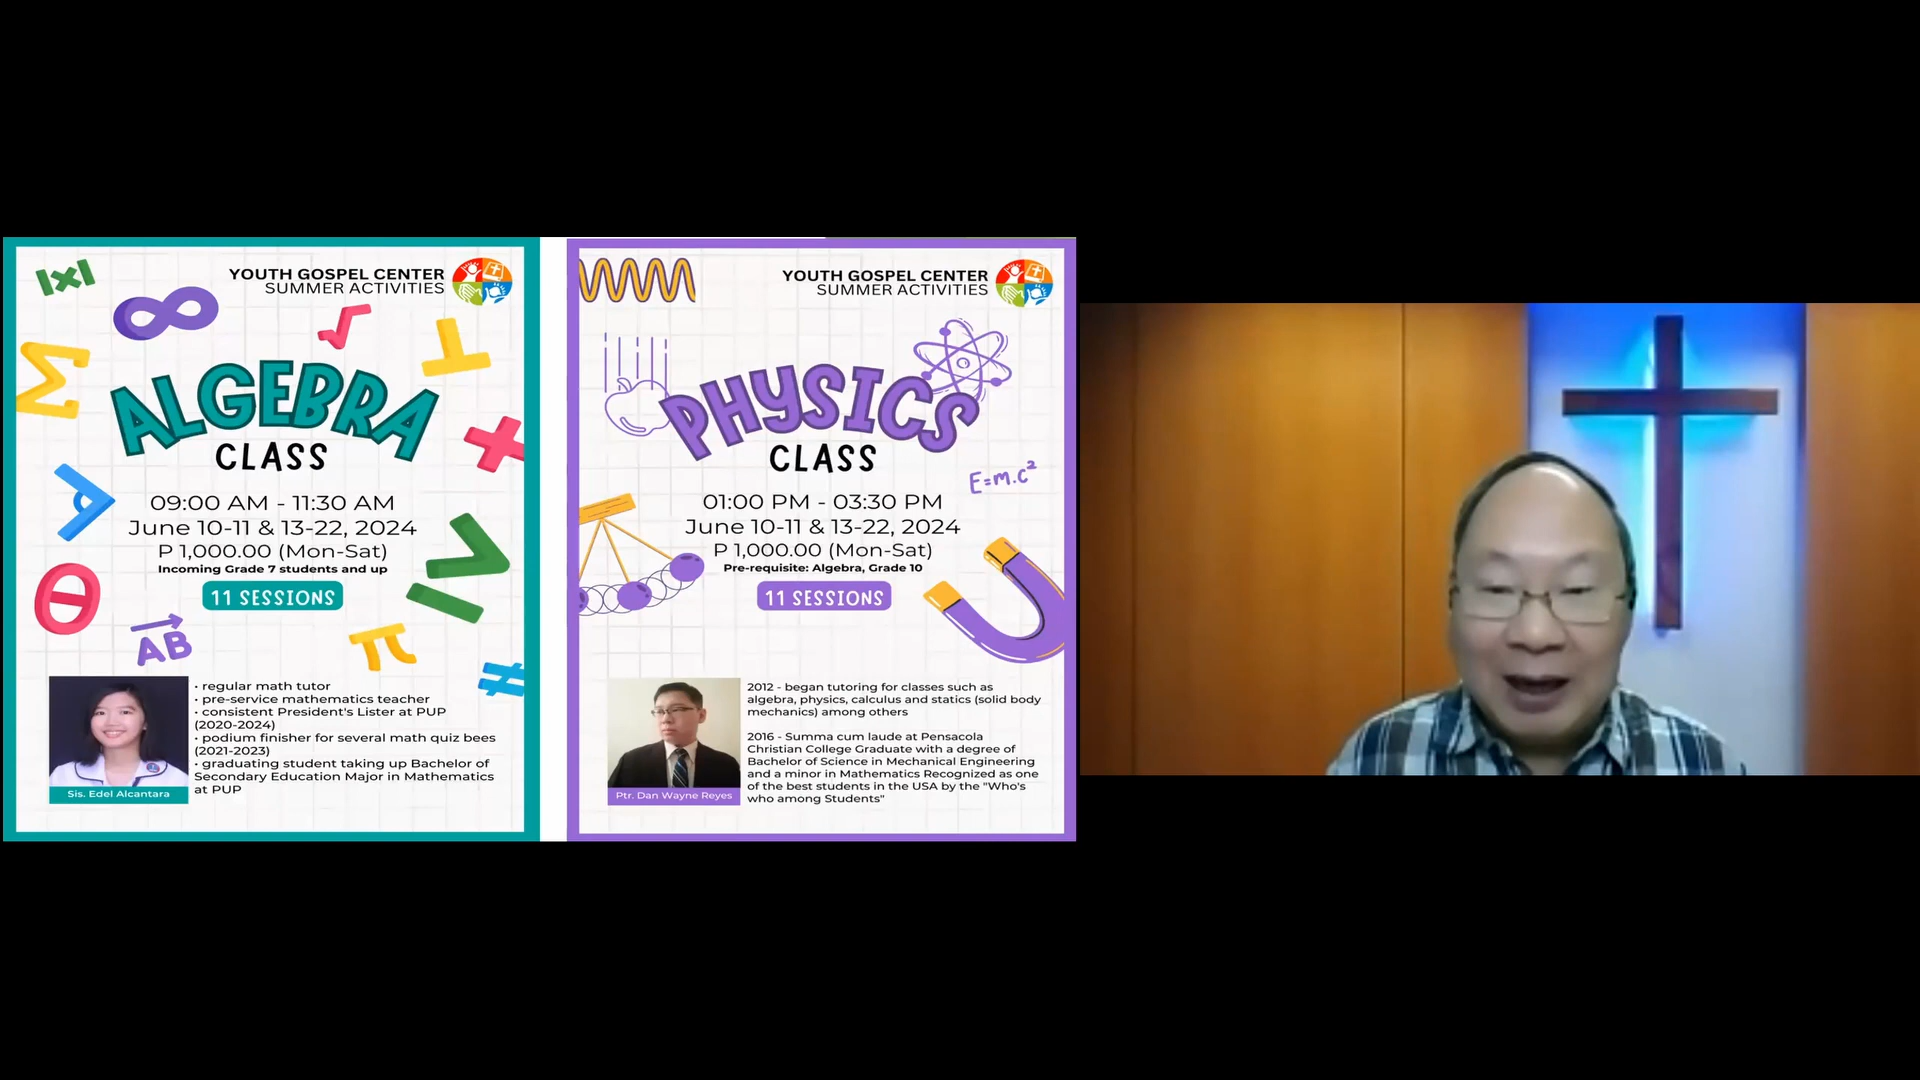 |x|
YOUTH GOSPEL CENTER
SUMMER ACTIVITIES
ALGEBRA
CLASS
09:00 AM - 11:30 AM
June 10-11 & 13-22, 2024
P 1,000.00 (Mon-Sat)
Incoming Grade 7 students and up
11 SESSIONS
AB
• regular math tutor
• pre-service mathematics teacher
• consistent President's Lister at PUP
(2020-2024)
• podium finisher for several math quiz bees
(2021-2023)
• graduating student taking up Bachelor of
Secondary Education Major in Mathematics
at PUP
Sis. Edel Alcantara
YOUTH GOSPEL CENTER
SUMMER ACTIVITIES
PHYSICS
CLASS
E=m.c²
01:00 PM - 03:30 PM
June 10-11 & 13-22, 2024
P 1,000.00 (Mon-Sat)
Pre-requisite: Algebra, Grade 10
11 SESSIONS
2012 - began tutoring for classes such as
algebra, physics, calculus and statics (solid body
mechanics) among others
2016 - Summa cum laude at Pensacola
Christian College Graduate with a degree of
Bachelor of Science in Mechanical Engineering
and a minor in Mathematics Recognized as one
of the best students in the USA by the "Who's
who among Students"
Ptr. Dan Wayne Reyes